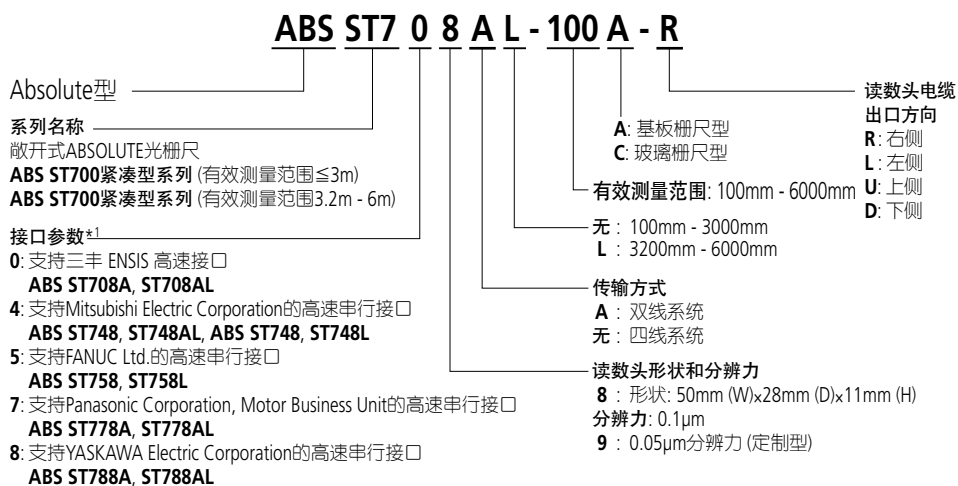 ABS ST7 0 8 A L - 100 A - R
Absolute型
系列名称
敞开式ABSOLUTE光栅尺
ABS ST700紧凑型系列 (有效测量范围≦3m)
ABS ST700紧凑型系列 (有效测量范围3.2m - 6m)
接口参数*1
0: 支持三丰 ENSIS 高速接口
ABS ST708A, ST708AL
4: 支持Mitsubishi Electric Corporation的高速串行接口
ABS ST748, ST748AL, ABS ST748, ST748L
5: 支持FANUC Ltd.的高速串行接口
ABS ST758, ST758L
7: 支持Panasonic Corporation, Motor Business Unit的高速串行接口
ABS ST778A, ST778AL
8: 支持YASKAWA Electric Corporation的高速串行接口
ABS ST788A, ST788AL
读数头电缆
出口方向
R: 右侧
L: 左侧
U: 上侧
D: 下侧
A: 基板栅尺型
C: 玻璃栅尺型
有效测量范围: 100mm - 6000mm
无 : 100mm - 3000mm
L : 3200mm - 6000mm
传输方式
A : 双线系统
无 : 四线系统
读数头形状和分辨力
8 : 形状: 50mm (W)×28mm (D)×11mm (H)
分辨力: 0.1μm
9 : 0.05μm分辨力 (定制型)